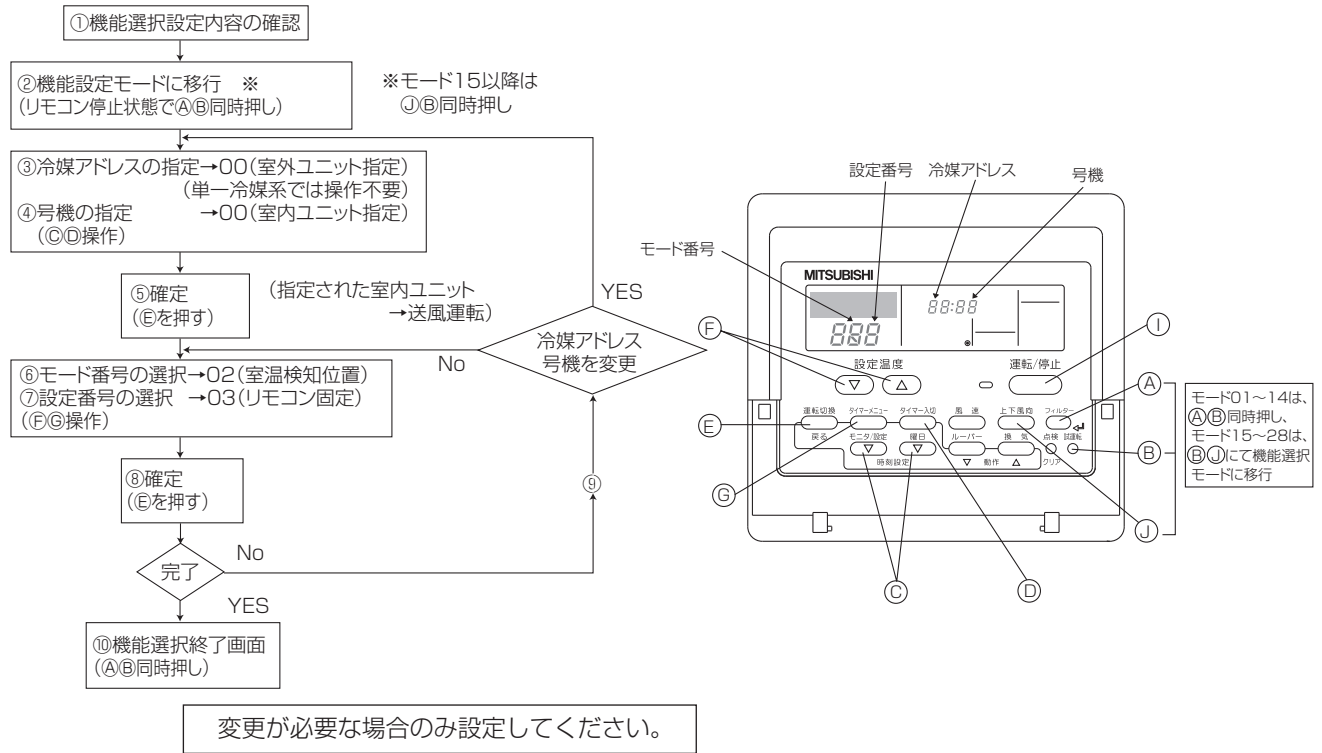 ①機能選択設定内容の確認
②機能設定モードに移行 ※
(リモコン停止状態でⒶⒷ同時押し)
※モード15以降は
ⒿⒷ同時押し
③冷媒アドレスの指定→00(室外ユニット指定)
(単一冷媒系では操作不要)
④号機の指定 →00(室内ユニット指定)
(ⒸⒹ操作)
⑤確定
(Ⓔを押す)
(指定された室内ユニット
→送風運転)
YES
冷媒アドレス
号機を変更
No
⑥モード番号の選択→02(室温検知位置)
⑦設定番号の選択 →03(リモコン固定)
(ⒻⒼ操作)
⑧確定
(Ⓔを押す)
⑨
完了
No
YES
⑩機能選択終了画面
(ⒶⒷ同時押し)
変更が必要な場合のみ設定してください。
設定番号 冷媒アドレス 号機
モード番号
MITSUBISHI
88:88
888
Ⓕ
Ⓘ
設定温度 運転/停止
▽ △
Ⓐ
運転切換 タイマーメニュー タイマー入切 風 速 上下風向 フィルター
Ⓔ
戻る モニタ/設定 曜日 ルーバー 換 気 点検 試運転
▽ ▽
時刻設定 ▽ 動作 △ クリア
Ⓑ
Ⓖ
Ⓙ
Ⓒ
Ⓓ
モード01~14は、
ⒶⒷ同時押し、
モード15~28は、
ⒷⒿにて機能選択
モードに移行